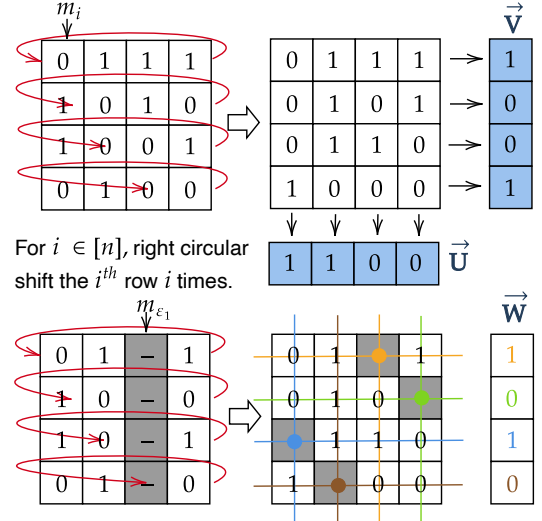 m_i V⃗
0 1 1 1 0 1 1 1 1
1 0 1 0 0 1 0 1 0
1 0 0 1 0 1 1 0 0
0 1 0 0 1 0 0 0 1
For i ∈ [n], right circular
shift the i^{th} row i times.
1 1 0 0 U⃗
m_{ε_1} W⃗
0 1 – 1 0 1 1 1
1 0 – 0 0 1 0 0
1 0 – 1 1 1 0 1
0 1 – 0 1 0 0 0